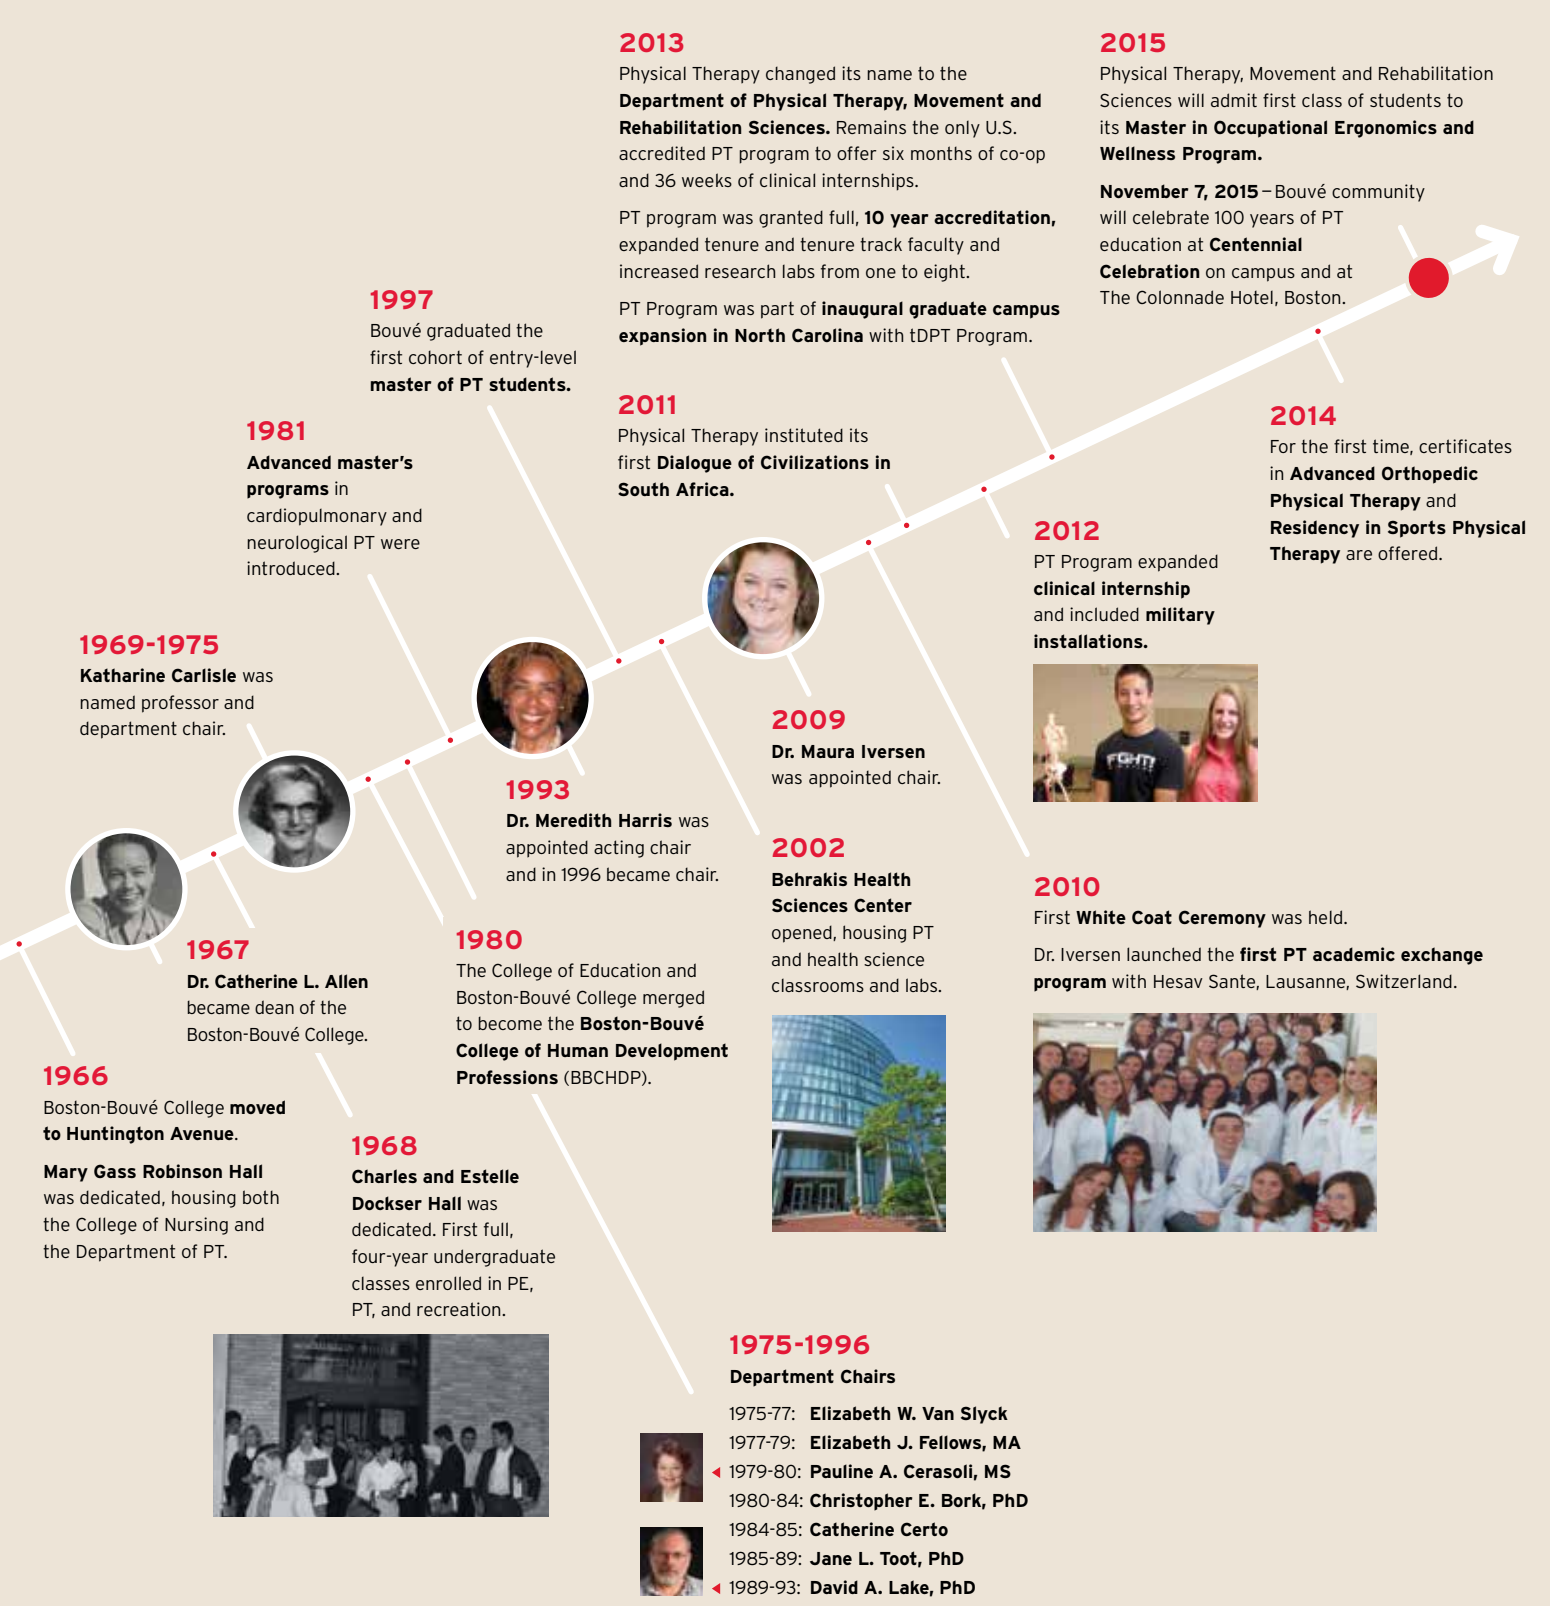 2013
Physical Therapy changed its name to the
Department of Physical Therapy, Movement and
Rehabilitation Sciences. Remains the only U.S.
accredited PT program to offer six months of co-op
and 36 weeks of clinical internships.
PT program was granted full, 10 year accreditation,
expanded tenure and tenure track faculty and
increased research labs from one to eight.
PT Program was part of inaugural graduate campus
expansion in North Carolina with tDPT Program.
2015
Physical Therapy, Movement and Rehabilitation
Sciences will admit first class of students to
its Master in Occupational Ergonomics and
Wellness Program.
November 7, 2015 – Bouvé community
will celebrate 100 years of PT
education at Centennial
Celebration on campus and at
The Colonnade Hotel, Boston.
1997
Bouvé graduated the
first cohort of entry-level
master of PT students.
2011
Physical Therapy instituted its
first Dialogue of Civilizations in
South Africa.
2014
For the first time, certificates
in Advanced Orthopedic
Physical Therapy and
Residency in Sports Physical
Therapy are offered.
1981
Advanced master's
programs in
cardiopulmonary and
neurological PT were
introduced.
2012
PT Program expanded
clinical internship
and included military
installations.
FGHT!
1969-1975
Katharine Carlisle was
named professor and
department chair.
2009
Dr. Maura Iversen
was appointed chair.
1993
Dr. Meredith Harris was
appointed acting chair
and in 1996 became chair.
2002
Behrakis Health
Sciences Center
opened, housing PT
and health science
classrooms and labs.
2010
First White Coat Ceremony was held.
Dr. Iversen launched the first PT academic exchange
program with Hesav Sante, Lausanne, Switzerland.
1967
Dr. Catherine L. Allen
became dean of the
Boston-Bouvé College.
1980
The College of Education and
Boston-Bouvé College merged
to become the Boston-Bouvé
College of Human Development
Professions (BBCHDP).
1966
Boston-Bouvé College moved
to Huntington Avenue.
Mary Gass Robinson Hall
was dedicated, housing both
the College of Nursing and
the Department of PT.
1968
Charles and Estelle
Dockser Hall was
dedicated. First full,
four-year undergraduate
classes enrolled in PE,
PT, and recreation.
1975-1996
Department Chairs
1975-77: Elizabeth W. Van Slyck
1977-79: Elizabeth J. Fellows, MA
1979-80: Pauline A. Cerasoli, MS
1980-84: Christopher E. Bork, PhD
1984-85: Catherine Certo
1985-89: Jane L. Toot, PhD
1989-93: David A. Lake, PhD